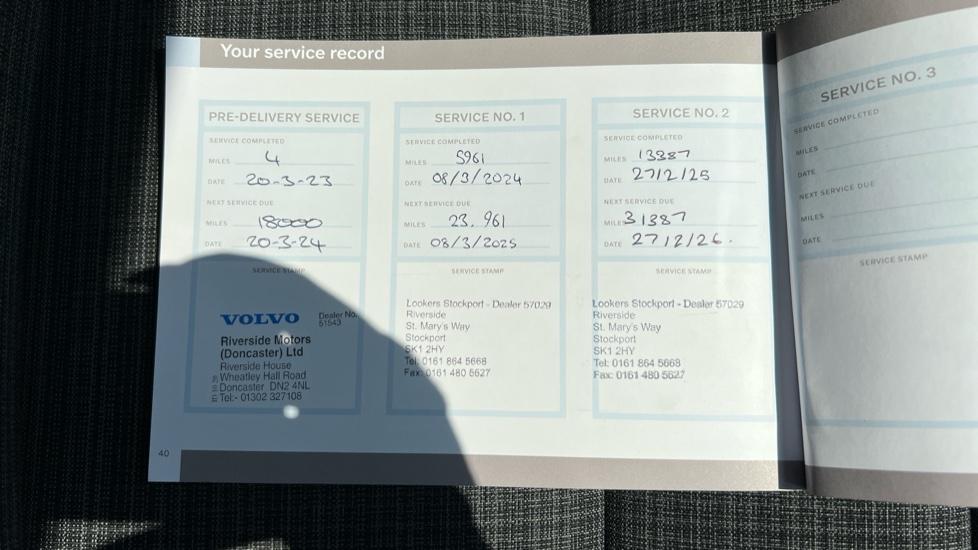 Your service record
PRE-DELIVERY SERVICE
SERVICE COMPLETED
MILES 4
DATE 20-3-23
NEXT SERVICE DUE
MILES 18000
DATE 20-3-24
SERVICE STAMP
VOLVO Dealer No.
51543
Riverside Motors
(Doncaster) Ltd
Riverside House
Wheatley Hall Road
Doncaster DN2 4NL
Tel:- 01302 327108
40
SERVICE NO. 1
SERVICE COMPLETED
MILES 5961
DATE 08/3/2024
NEXT SERVICE DUE
MILES 23.961
DATE 08/3/2025
SERVICE STAMP
Lookers Stockport - Dealer 57029
Riverside
St. Mary's Way
Stockport
SK1 2HY
Tel: 0161 864 5668
Fax: 0161 480 5627
SERVICE NO. 2
SERVICE COMPLETED
MILES 13387
DATE 27/2/25
NEXT SERVICE DUE
MILES 31387
DATE 27/2/26.
SERVICE STAMP
Lookers Stockport - Dealer 57029
Riverside
St. Mary's Way
Stockport
SK1 2HY
Tel: 0161 864 5668
Fax: 0161 480 5627
SERVICE NO. 3
SERVICE COMPLETED
MILES
DATE
NEXT SERVICE DUE
MILES
DATE
SERVICE STAMP